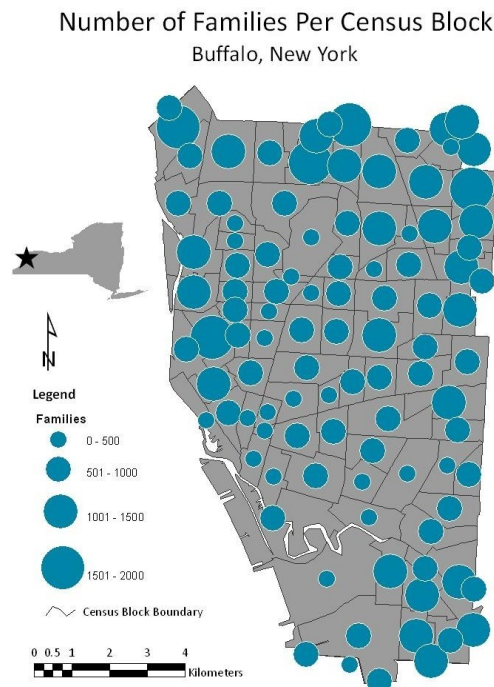 Number of Families Per Census Block
Buffalo, New York
N
Legend
Families
0 - 500
501 - 1000
1001 - 1500
1501 - 2000
Census Block Boundary
0 0.5 1 2 3 4
Kilometers